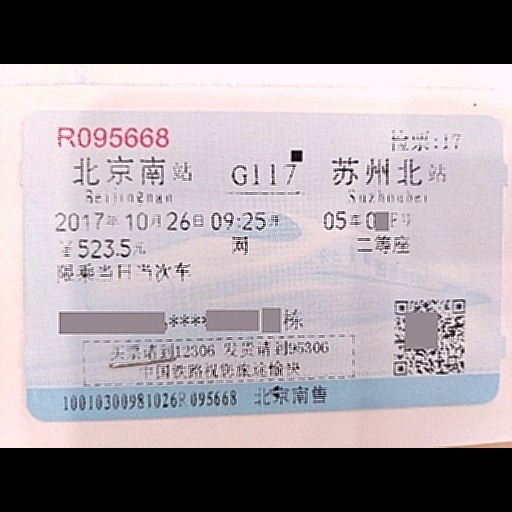 R095668 检票:17
北京南站 G117 苏州北站
Beijingnan Suzhoubei
2017年10月26日09:25开 05车0 F号
￥523.5元 网 二等座
限乘当日当次车
**** 栋
买票请到12306 发货请到95306
中国铁路祝您旅途愉快
10010300981026R095668 北京南售